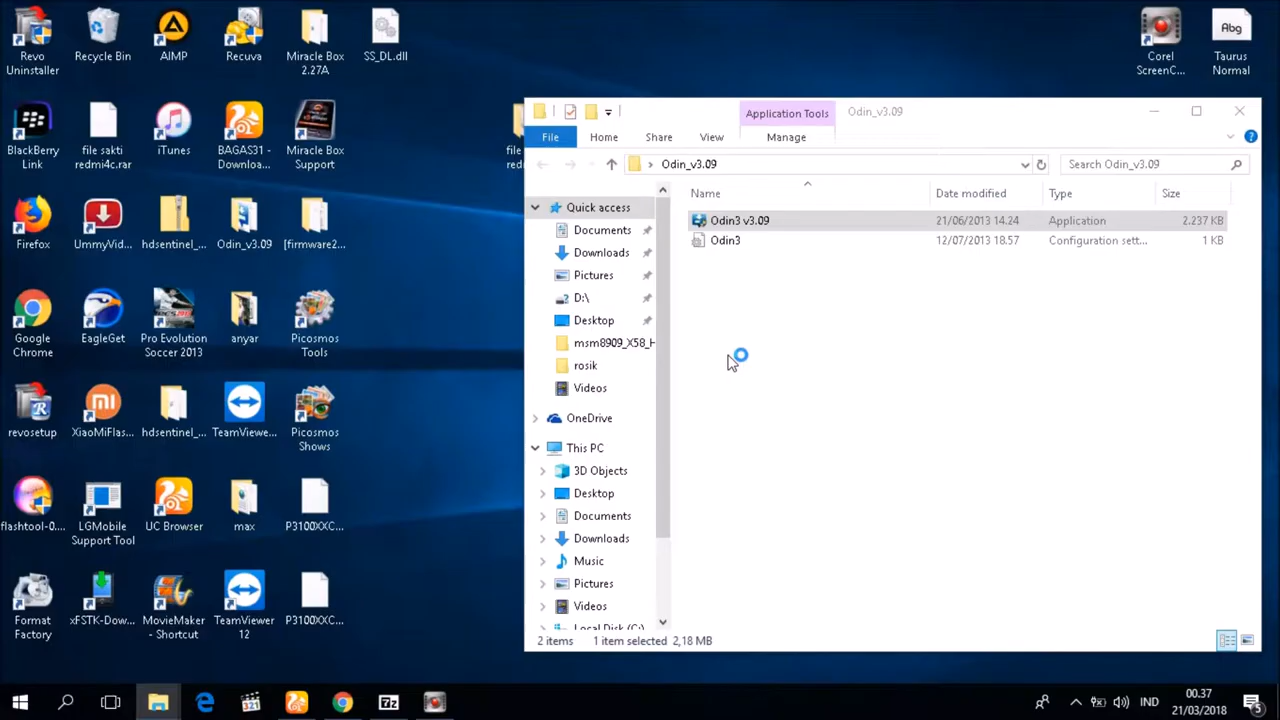 Revo
Uninstaller
Recycle Bin
AIMP
Recuva
Miracle Box
2.27A
SS_DL.dll
Corel
ScreenC...
Abg
Taurus
Normal
BlackBerry
Link
file sakti
redmi4c.rar
iTunes
BAGAS31 -
Downloa...
Miracle Box
Support
file
redm
Firefox
UmmyVid...
hdsentinel_...
Odin_v3.09
[firmware2...
Google
Chrome
EagleGet
Pro Evolution
Soccer 2013
anyar
Picosmos
Tools
revosetup
XiaoMiFlas...
hdsentinel_...
TeamViewe...
Picosmos
Shows
flashtool-0....
LGMobile
Support Tool
UC Browser
max
P3100XXC...
Format
Factory
xFSTK-Dow...
MovieMaker
- Shortcut
TeamViewer
12
P3100XXC...
Application Tools
Odin_v3.09
File
Home
Share
View
Manage
Odin_v3.09
Search Odin_v3.09
Name
Date modified
Type
Size
Odin3 v3.09
21/06/2013 14.24
Application
2.237 KB
Odin3
12/07/2013 18.57
Configuration sett...
1 KB
Quick access
Documents
Downloads
Pictures
D:\
Desktop
msm8909_X58_H
rosik
Videos
OneDrive
This PC
3D Objects
Desktop
Documents
Downloads
Music
Pictures
Videos
Local Disk (C:)
2 items
1 item selected 2,18 MB
321
7z
IND
00.37
21/03/2018
5